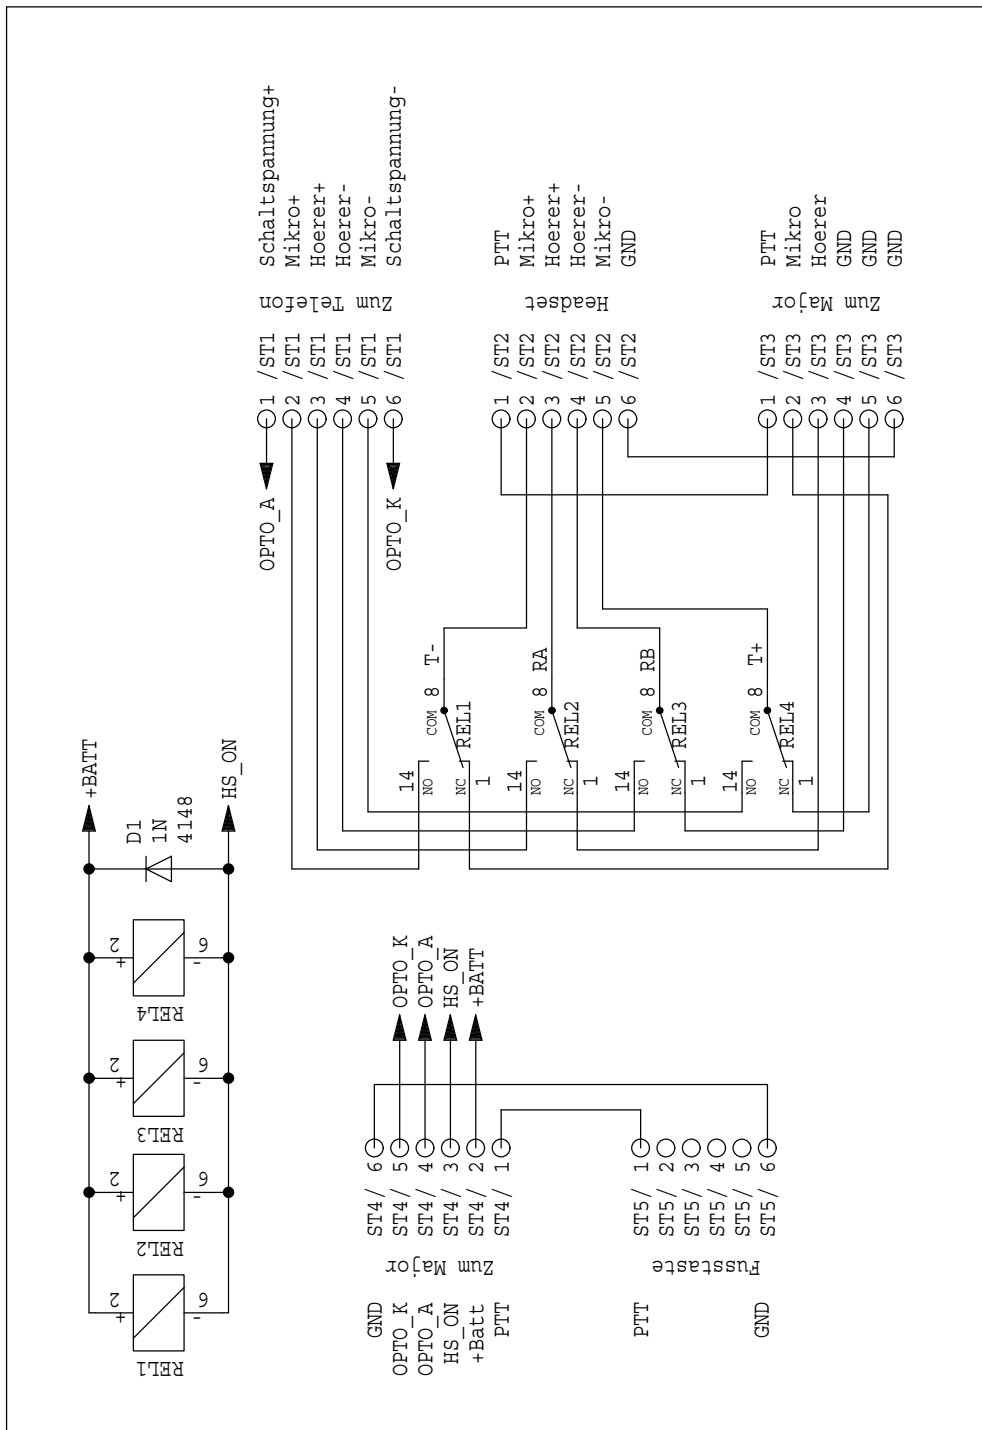 Schaltspannung+
Mikro+
Hoerer+
Hoerer-
Mikro-
Schaltspannung-
Zum Telefon
1 /ST1
2 /ST1
3 /ST1
4 /ST1
5 /ST1
6 /ST1
OPTO_A
OPTO_K
PTT
Mikro+
Hoerer+
Hoerer-
Mikro-
GND
Headset
1 /ST2
2 /ST2
3 /ST2
4 /ST2
5 /ST2
6 /ST2
PTT
Mikro
Hoerer
GND
GND
GND
Zum Major
1 /ST3
2 /ST3
3 /ST3
4 /ST3
5 /ST3
6 /ST3
COM 8 T-
REL1
14
NO
NC
1
COM 8 RA
REL2
14
NO
NC
1
COM 8 RB
REL3
14
NO
NC
1
COM 8 T+
REL4
14
NO
NC
1
+BATT
D1
1N
4148
HS_ON
2
+
6
-
REL4
2
+
6
-
REL3
2
+
6
-
REL2
2
+
6
-
REL1
OPTO_K
OPTO_A
HS_ON
+BATT
ST4/ 6
ST4/ 5
ST4/ 4
ST4/ 3
ST4/ 2
ST4/ 1
Zum Major
GND
OPTO_K
OPTO_A
HS_ON
+Batt
PTT
ST5/ 1
ST5/ 2
ST5/ 3
ST5/ 4
ST5/ 5
ST5/ 6
Fusstaste
PTT
GND